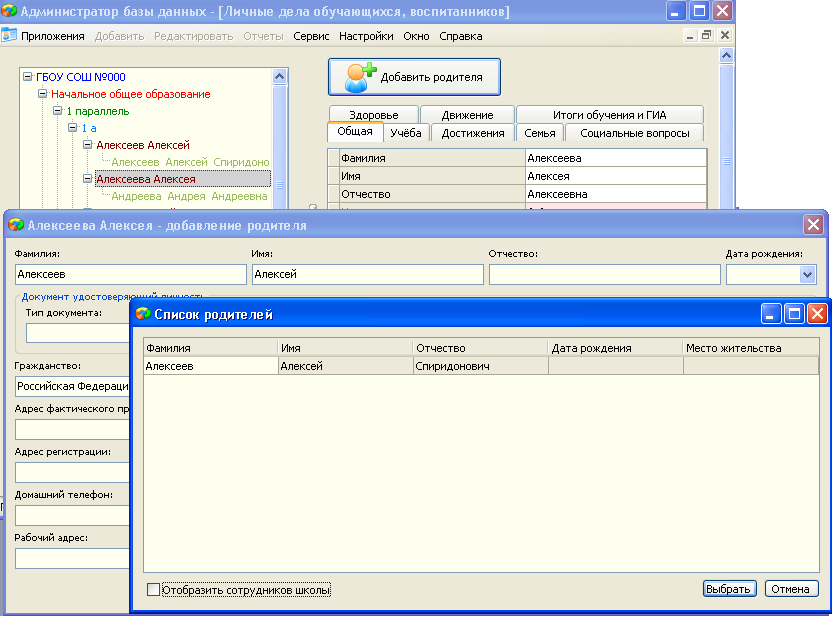 Администратор базы данных - [Личные дела обучающихся, воспитанников]
Приложения Добавить Редактировать Отчеты Сервис Настройки Окно Справка
ГБОУ СОШ №000
Начальное общее образование
1 параллель
1 а
Алексеев Алексей
Алексеев Алексей Спиридоно
Алексеева Алексея
Андреева Андрея Андреевна
Добавить родителя
Здоровье Движение Итоги обучения и ГИА
Общая Учёба Достижения Семья Социальные вопросы
Фамилия Алексеева
Имя Алексея
Отчество Алексеевна
Алексеева Алексея - добавление родителя
Фамилия: Имя: Отчество: Дата рождения:
Алексеев Алексей
Документ удостоверяющий личность
Тип документа:
Гражданство:
Российская Федераци
Адрес фактического пр
Адрес регистрации:
Домашний телефон:
Рабочий адрес:
Список родителей
Фамилия Имя Отчество Дата рождения Место жительства
Алексеев Алексей Спиридонович
Отобразить сотрудников школы
Выбрать Отмена